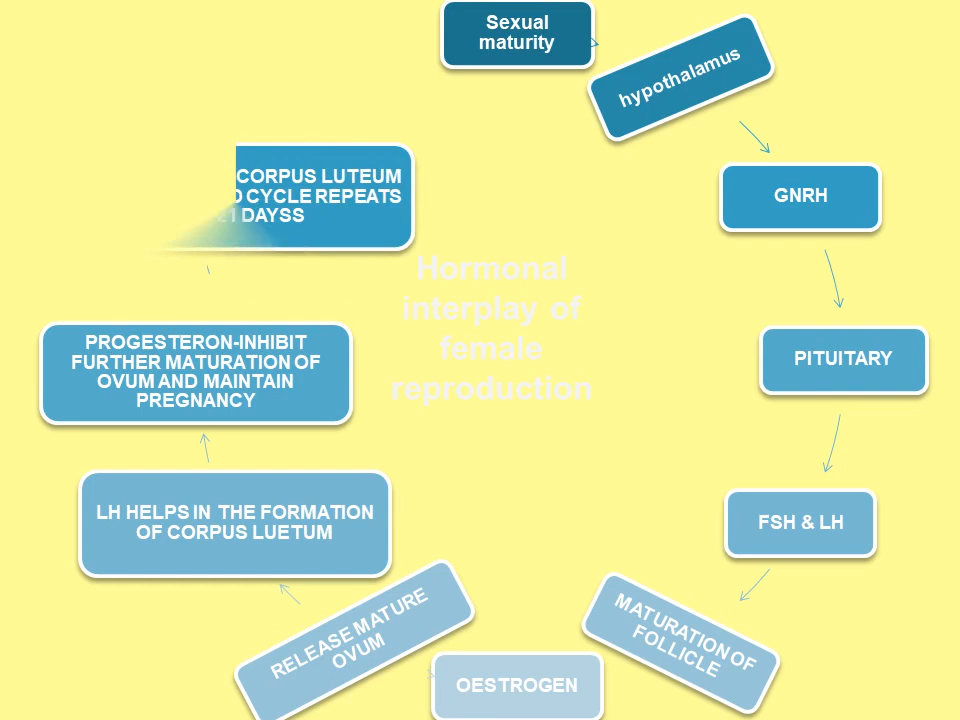 Sexual
maturity
hypothalamus
GNRH
PITUITARY
FSH & LH
MATURATION OF
FOLLICLE
OESTROGEN
RELEASE MATURE
OVUM
LH HELPS IN THE FORMATION
OF CORPUS LUETUM
PROGESTERON-INHIBIT
FURTHER MATURATION OF
OVUM AND MAINTAIN
PREGNANCY
CORPUS LUTEUM
CYCLE REPEATS
DAYSS
Hormonal
interplay of
female
reproduction